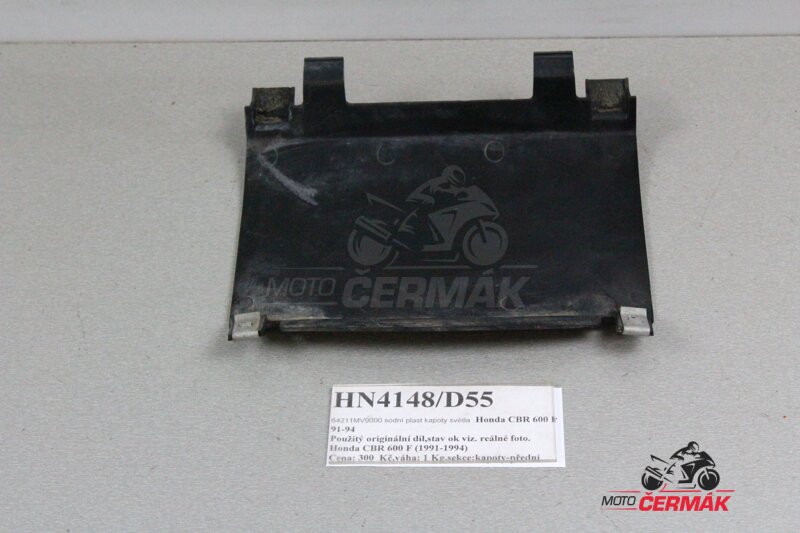 MOTO ČERMÁK
HN4148/D55
64211MV9000 sodní plast kapoty světla Honda CBR 600 F
91-94
Použitý originální díl,stav ok viz. reálné foto.
Honda CBR 600 F (1991-1994)
Cena: 300 Kč,váha: 1 Kg,sekce:kapoty-přední
MOTO ČERMÁK